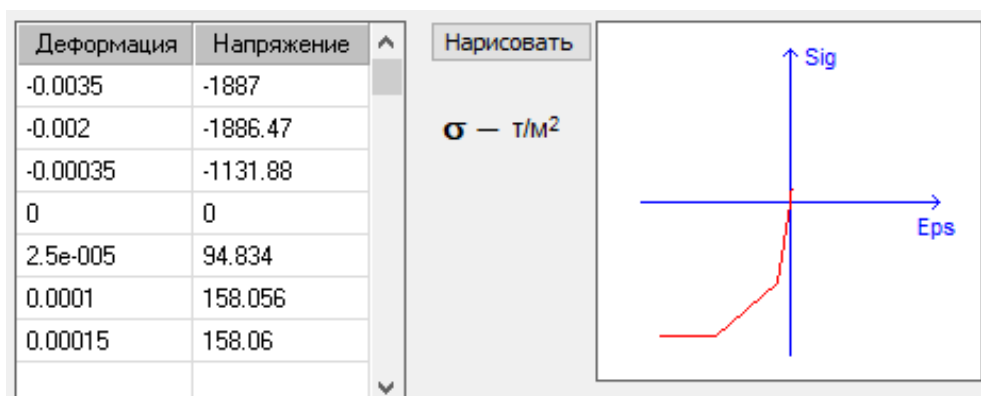 Деформация Напряжение
-0.0035 -1887
-0.002 -1886.47
-0.00035 -1131.88
0 0
2.5e-005 94.834
0.0001 158.056
0.00015 158.06
Нарисовать
σ – т/м²
Sig
Eps